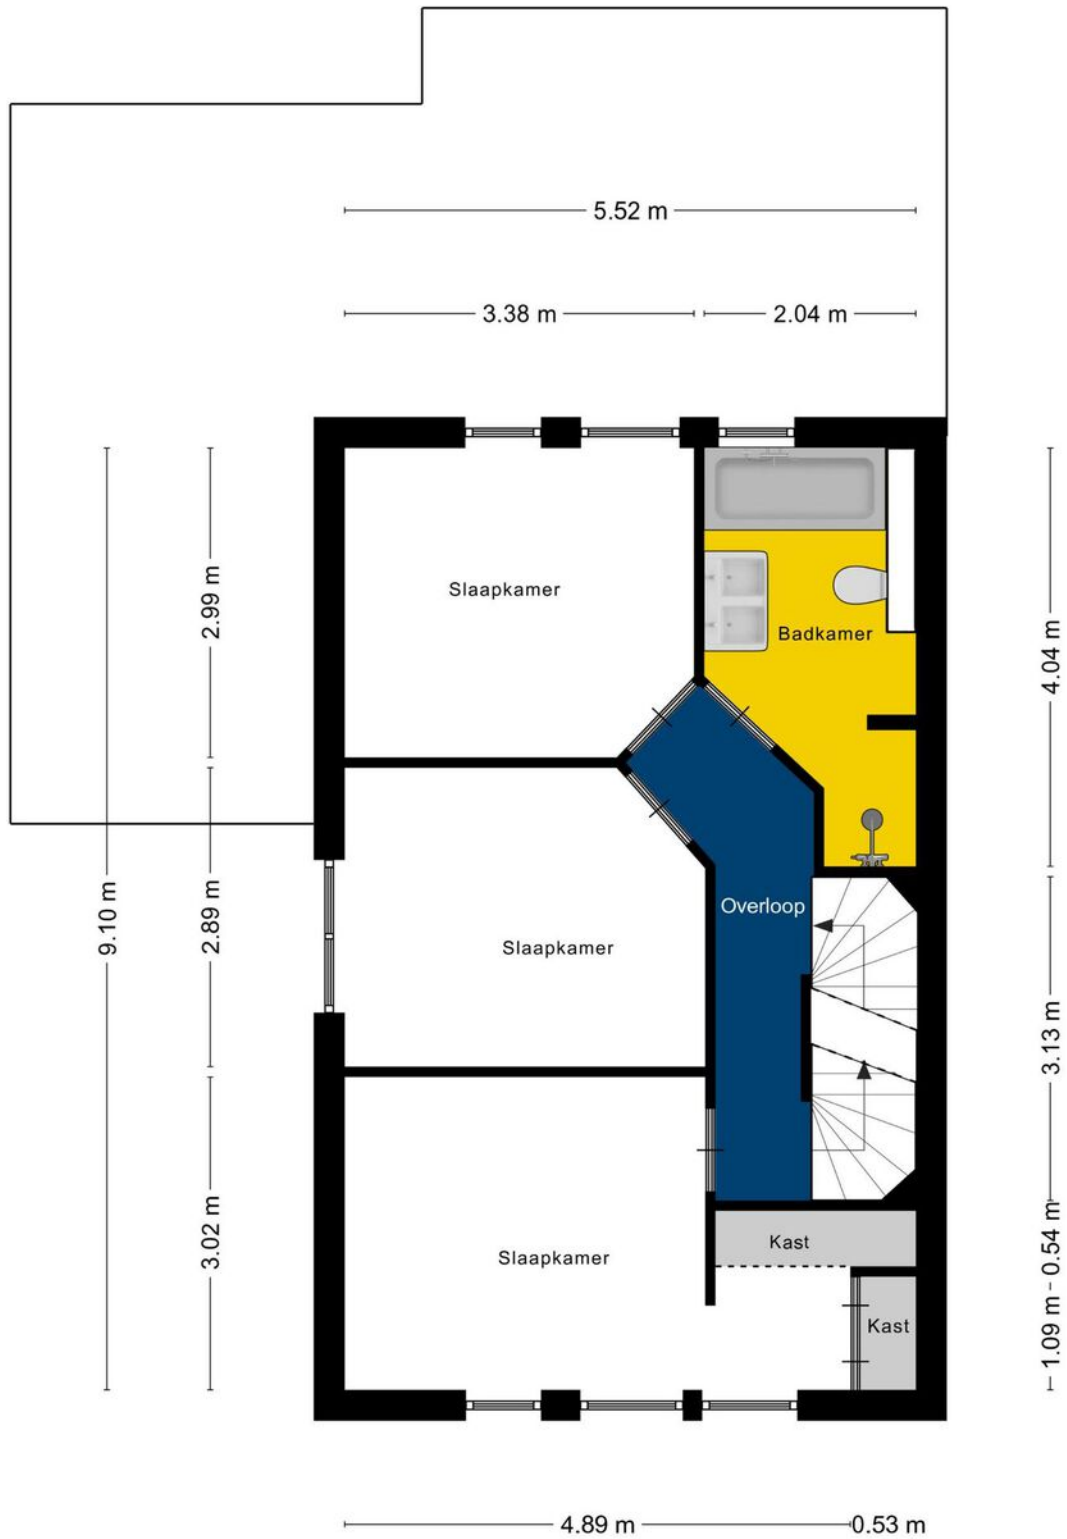 5.52 m
3.38 m
2.04 m
2.99 m
Slaapkamer
Badkamer
4.04 m
9.10 m
2.89 m
Overloop
Slaapkamer
3.13 m
3.02 m
Slaapkamer
Kast
0.54 m
Kast
1.09 m
4.89 m
0.53 m